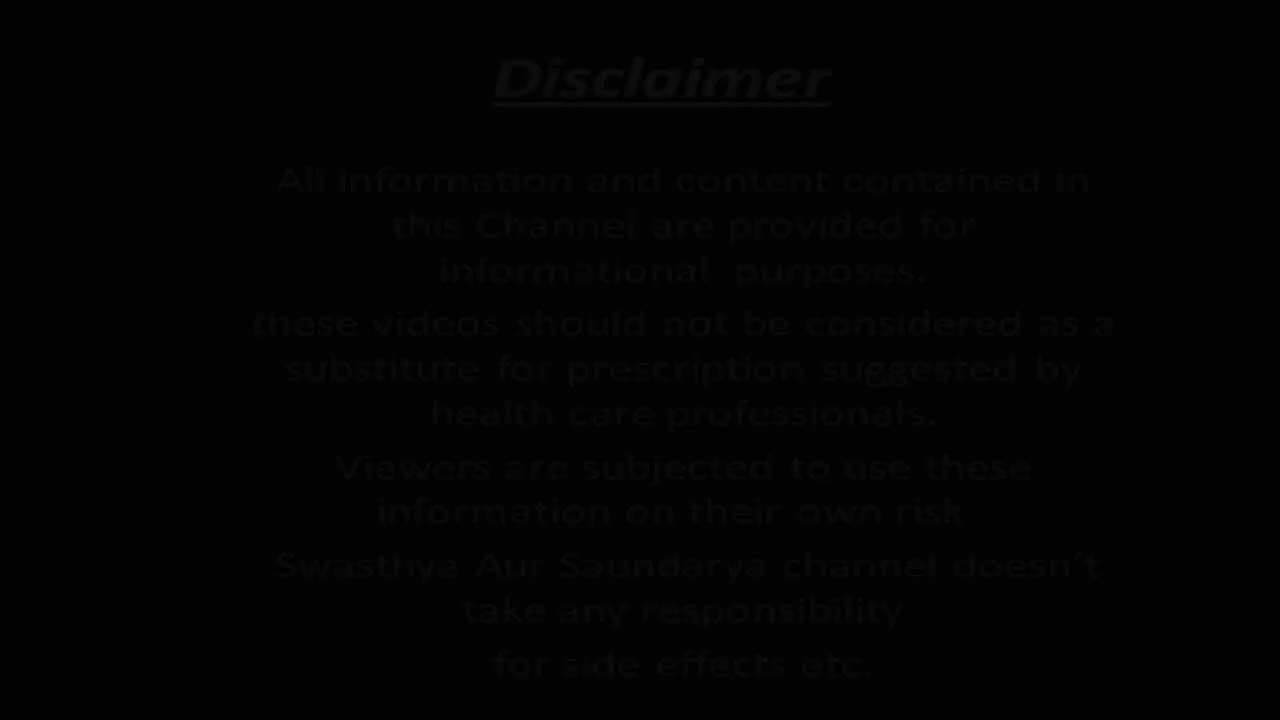 Disclaimer
All Information and content contained in
this Channel are provided for
informational purposes.
these videos should not be considered as a
substitute for prescription suggested by
health care professionals.
Viewers are subjected to use these
information on their own risk
Swasthya Aur Saundarya channel doesn't
take any responsibility
for side effects etc.